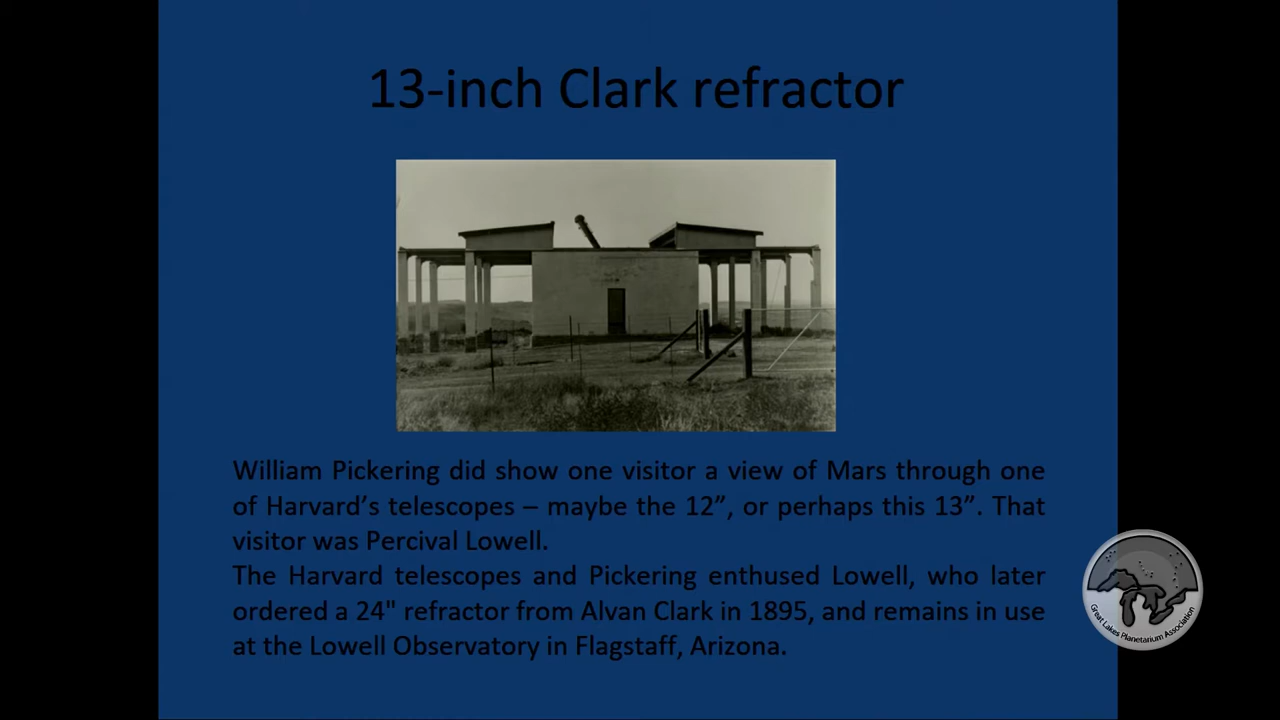 13-inch Clark refractor
William Pickering did show one visitor a view of Mars through one
of Harvard’s telescopes – maybe the 12”, or perhaps this 13”. That
visitor was Percival Lowell.
The Harvard telescopes and Pickering enthused Lowell, who later
ordered a 24" refractor from Alvan Clark in 1895, and remains in use
at the Lowell Observatory in Flagstaff, Arizona.
Great Lakes Planetarium Association